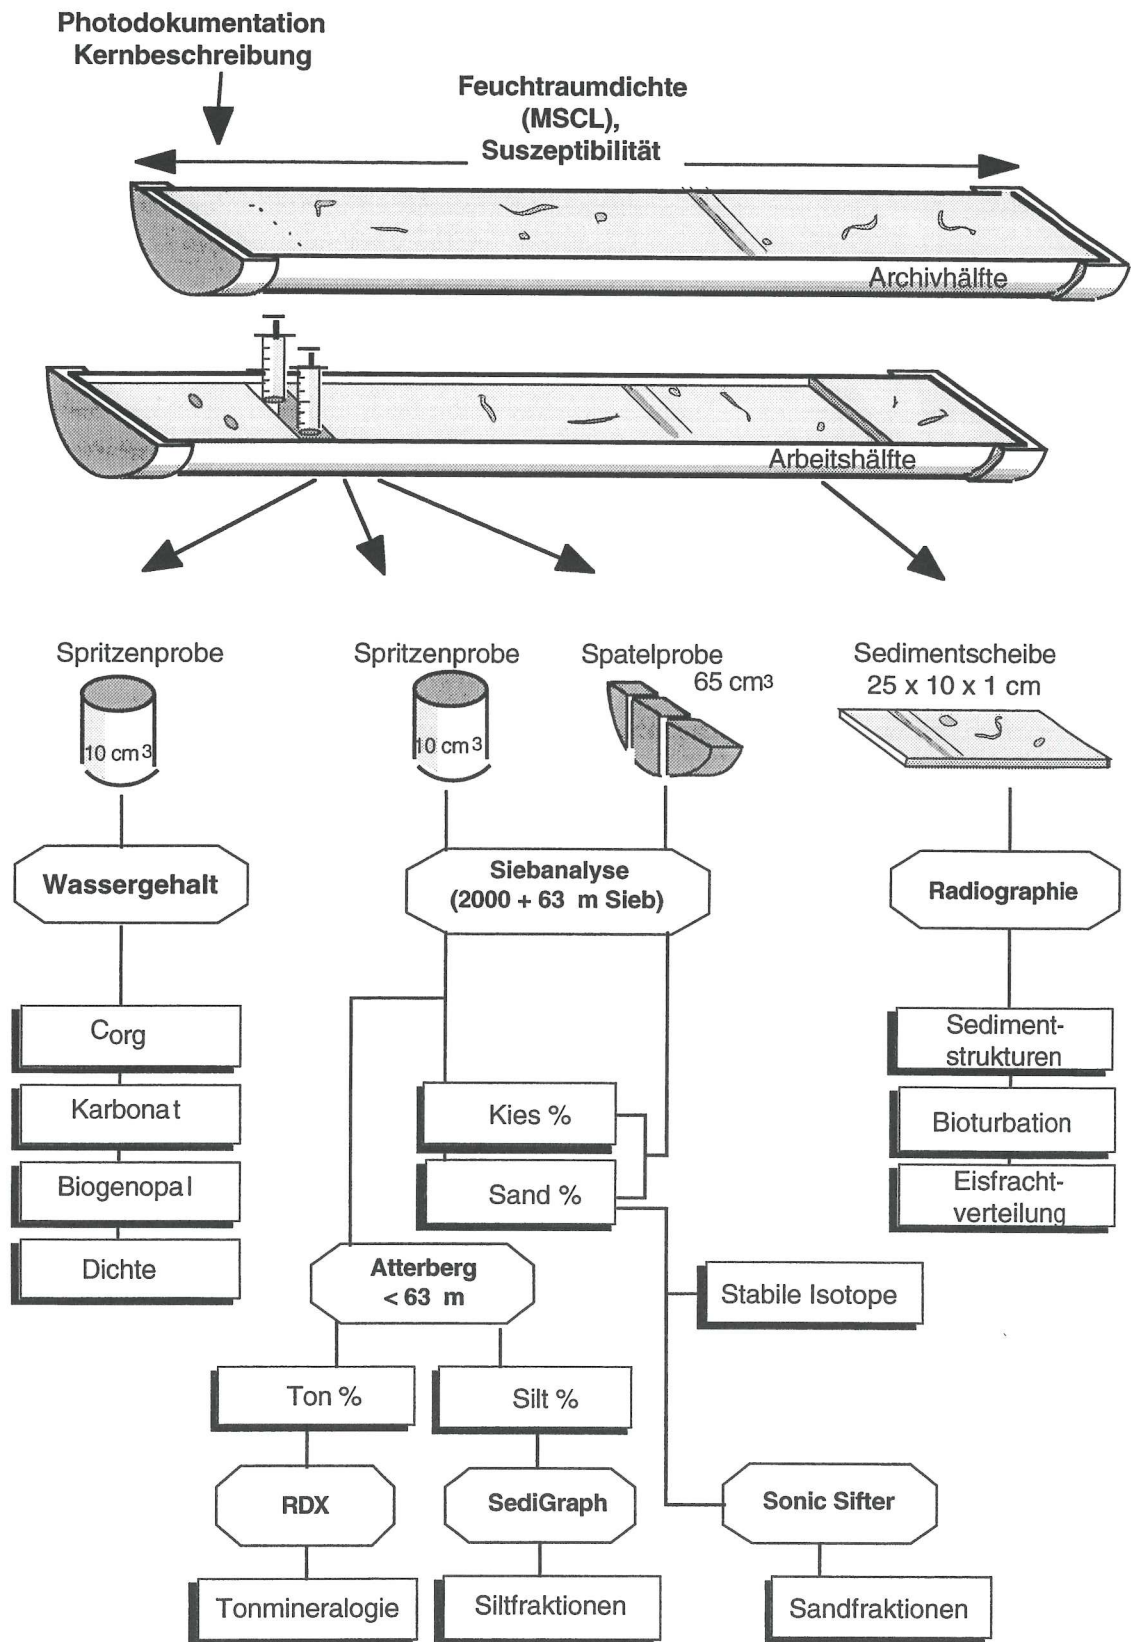 Photodokumentation
Kernbeschreibung
Feuchtraumdichte
(MSCL),
Suszeptibilität
Archivhälfte
Arbeitshälfte
Spritzenprobe
10 cm3
Spritzenprobe
10 cm3
Spatelprobe
65 cm3
Sedimentscheibe
25 x 10 x 1 cm
Wassergehalt
Siebanalyse
(2000 + 63 m Sieb)
Radiographie
Corg
Karbonat
Biogenopal
Dichte
Kies %
Sand %
Sediment-
strukturen
Bioturbation
Eisfracht-
verteilung
Atterberg
< 63 m
Stabile Isotope
Ton %
Silt %
RDX
SediGraph
Sonic Sifter
Tonmineralogie
Siltfraktionen
Sandfraktionen